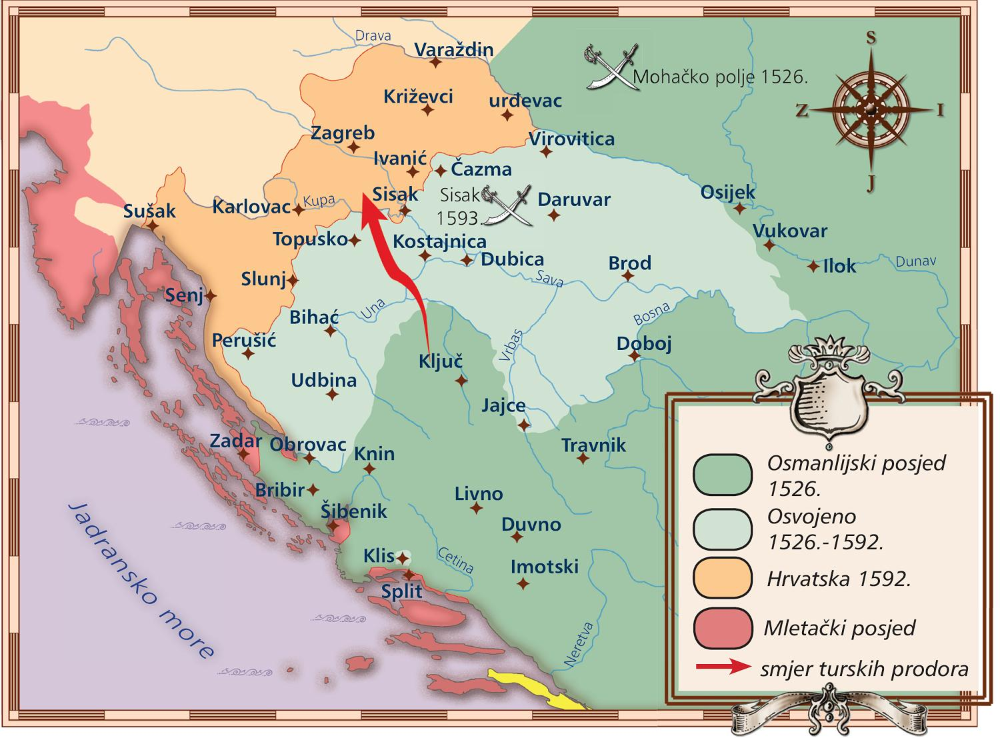 Drava
Varaždin
Mohačko polje 1526.
S
Z
I
J
Križevci
urđevac
Zagreb
Virovitica
Ivanić
Čazma
Sisak
Sisak
1593.
Daruvar
Osijek
Sušak
Karlovac
Kupa
Topusko
Kostajnica
Dubica
Vukovar
Ilok
Dunav
Brod
Sava
Slunj
Senj
Bihać
Una
Bosna
Vrbas
Perušić
Doboj
Ključ
Udbina
Jajce
Zadar
Obrovac
Knin
Travnik
Bribir
Livno
Šibenik
Duvno
Klis
Cetina
Imotski
Split
Neretva
Jadransko more
Osmanlijski posjed
1526.
Osvojeno
1526.-1592.
Hrvatska 1592.
Mletački posjed
smjer turskih prodora